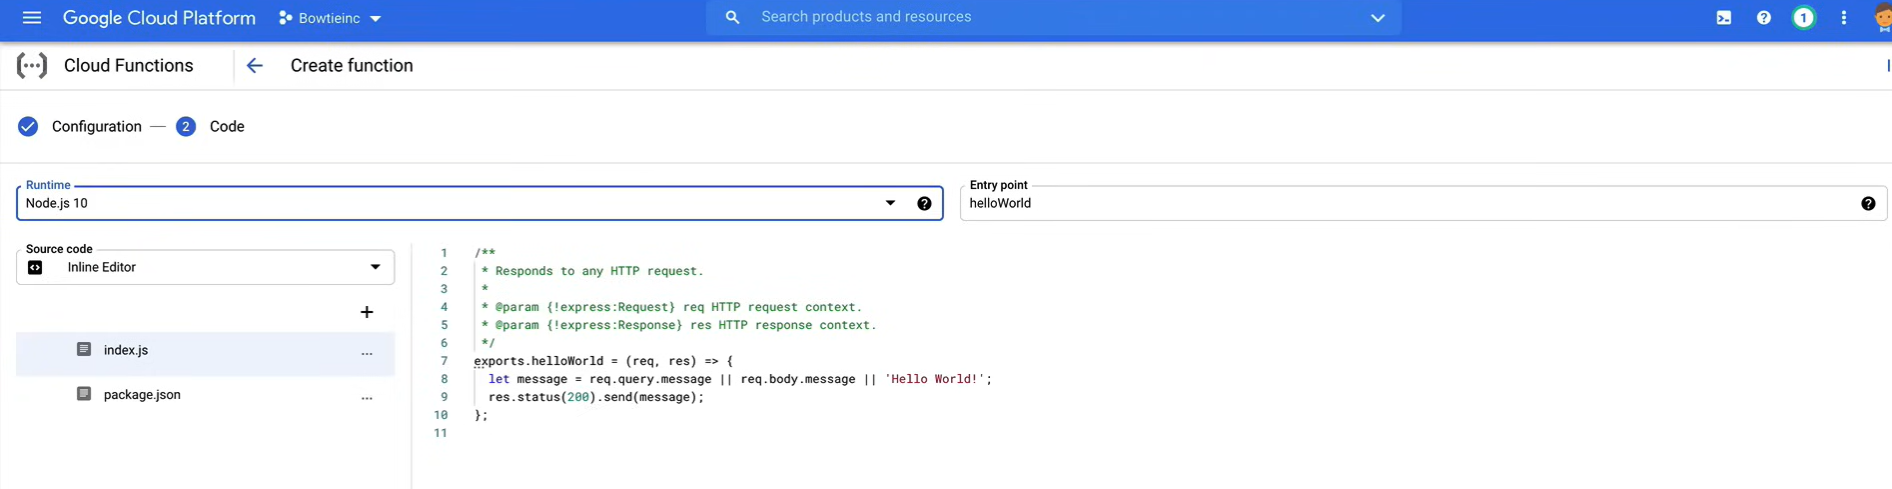 Google Cloud Platform Bowtieinc Search products and resources 1
Cloud Functions Create function
Configuration — 2 Code
Runtime
Node.js 10
Entry point
helloWorld
Source code
Inline Editor
+
index.js ...
package.json ...
1 /**
2 * Responds to any HTTP request.
3 *
4 * @param {!express:Request} req HTTP request context.
5 * @param {!express:Response} res HTTP response context.
6 */
7 exports.helloWorld = (req, res) => {
8 let message = req.query.message || req.body.message || 'Hello World!';
9 res.status(200).send(message);
10 };
11